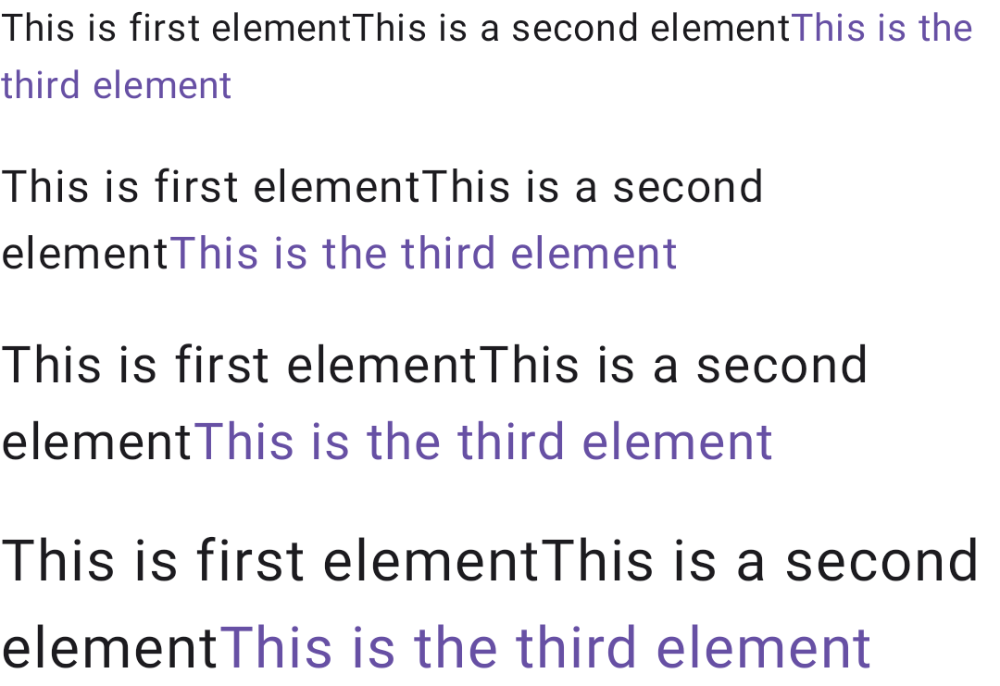 This is first elementThis is a second elementThis is the
third element
This is first elementThis is a second
elementThis is the third element
This is first elementThis is a second
elementThis is the third element
This is first elementThis is a second
elementThis is the third element